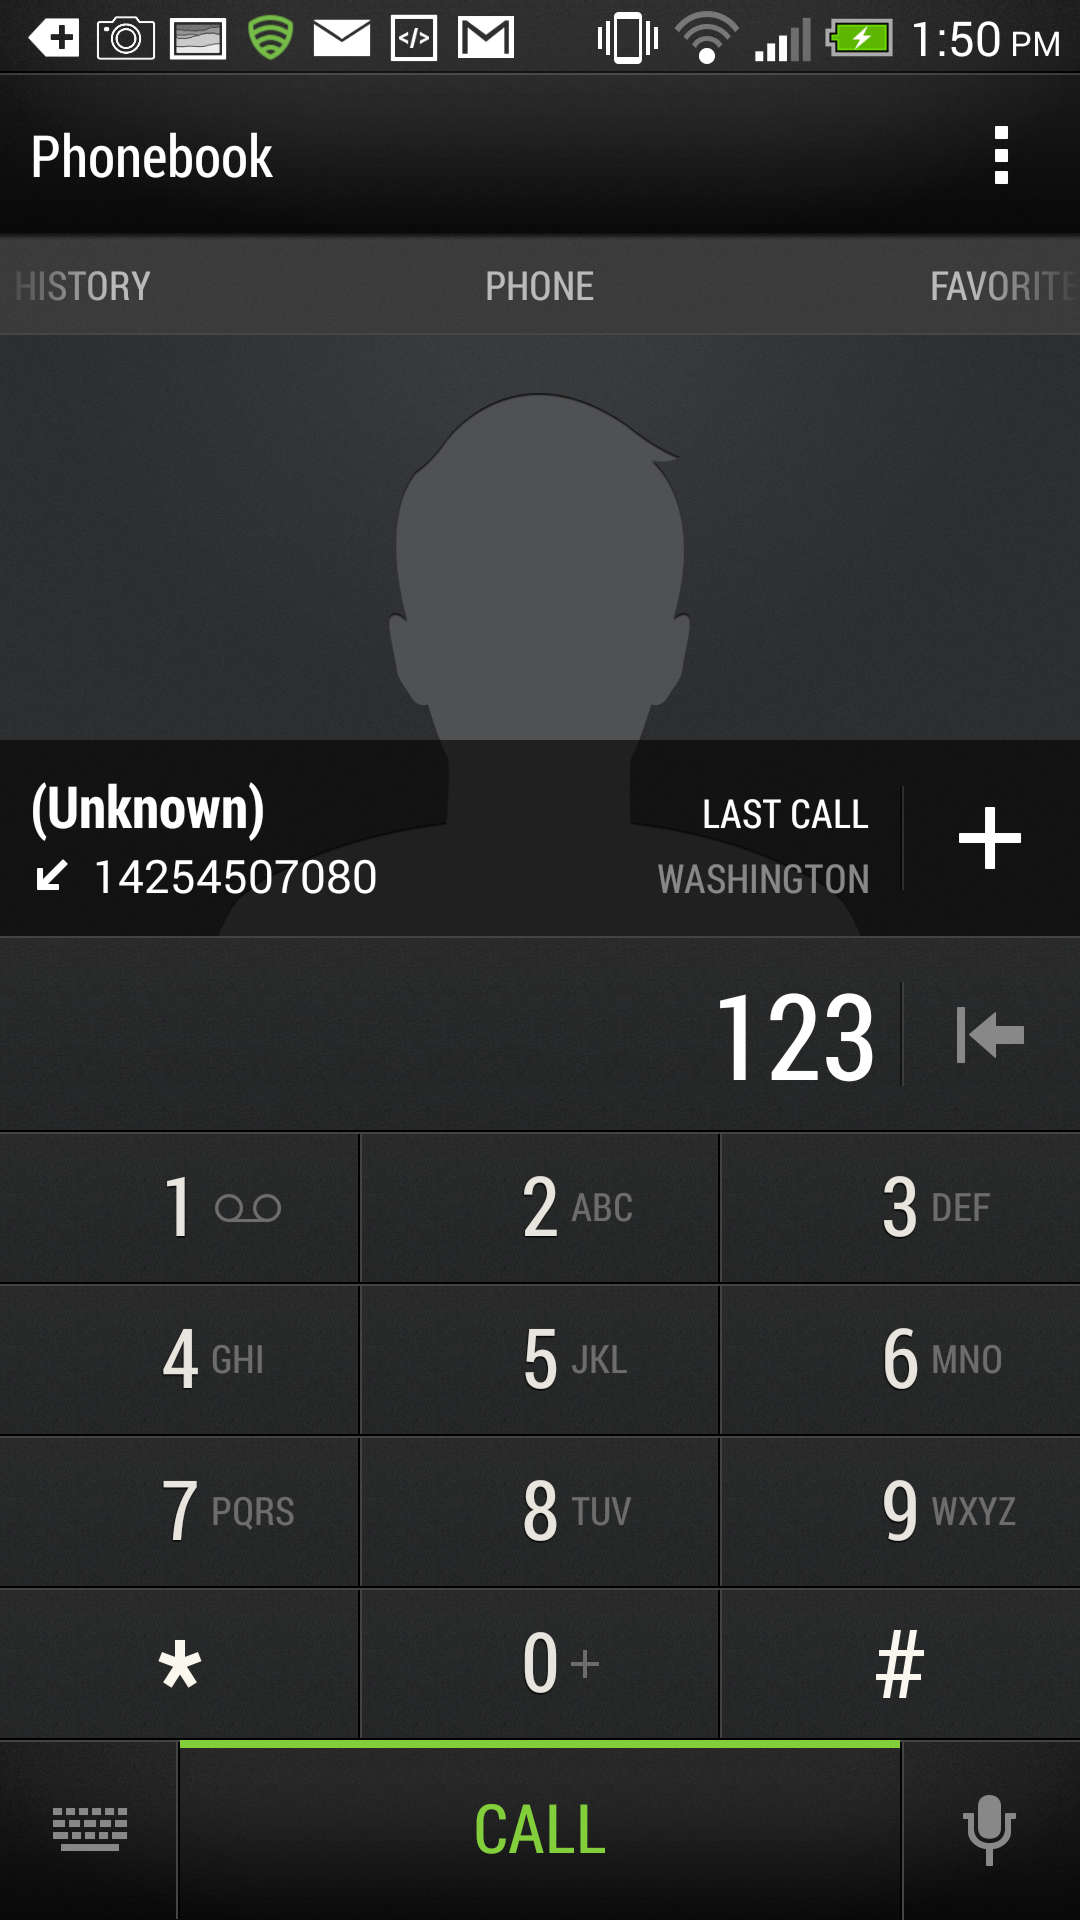 1:50 PM
Phonebook
HISTORY PHONE FAVORITE
(Unknown) LAST CALL
14254507080 WASHINGTON
123
1 2 ABC 3 DEF
4 GHI 5 JKL 6 MNO
7 PQRS 8 TUV 9 WXYZ
* 0 + #
CALL